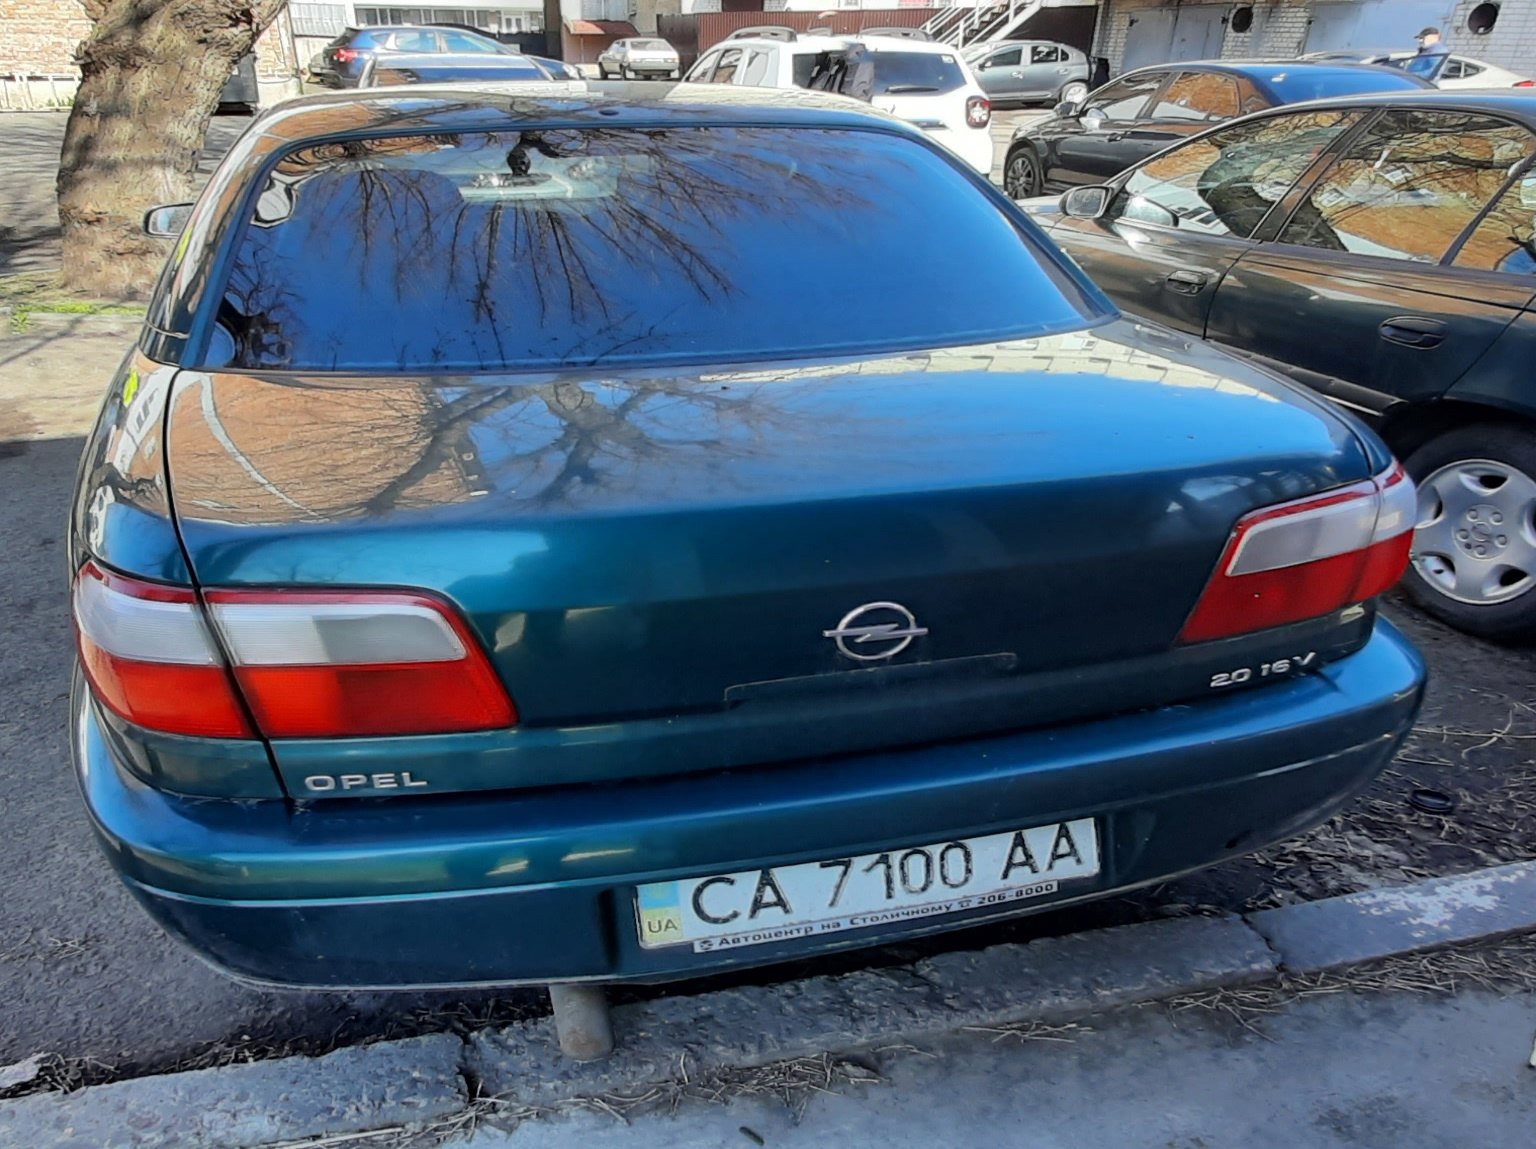 2.0 16V
OPEL
CA 7100 AA
UA
Автоцентр на Столичному ☎ 206-8000